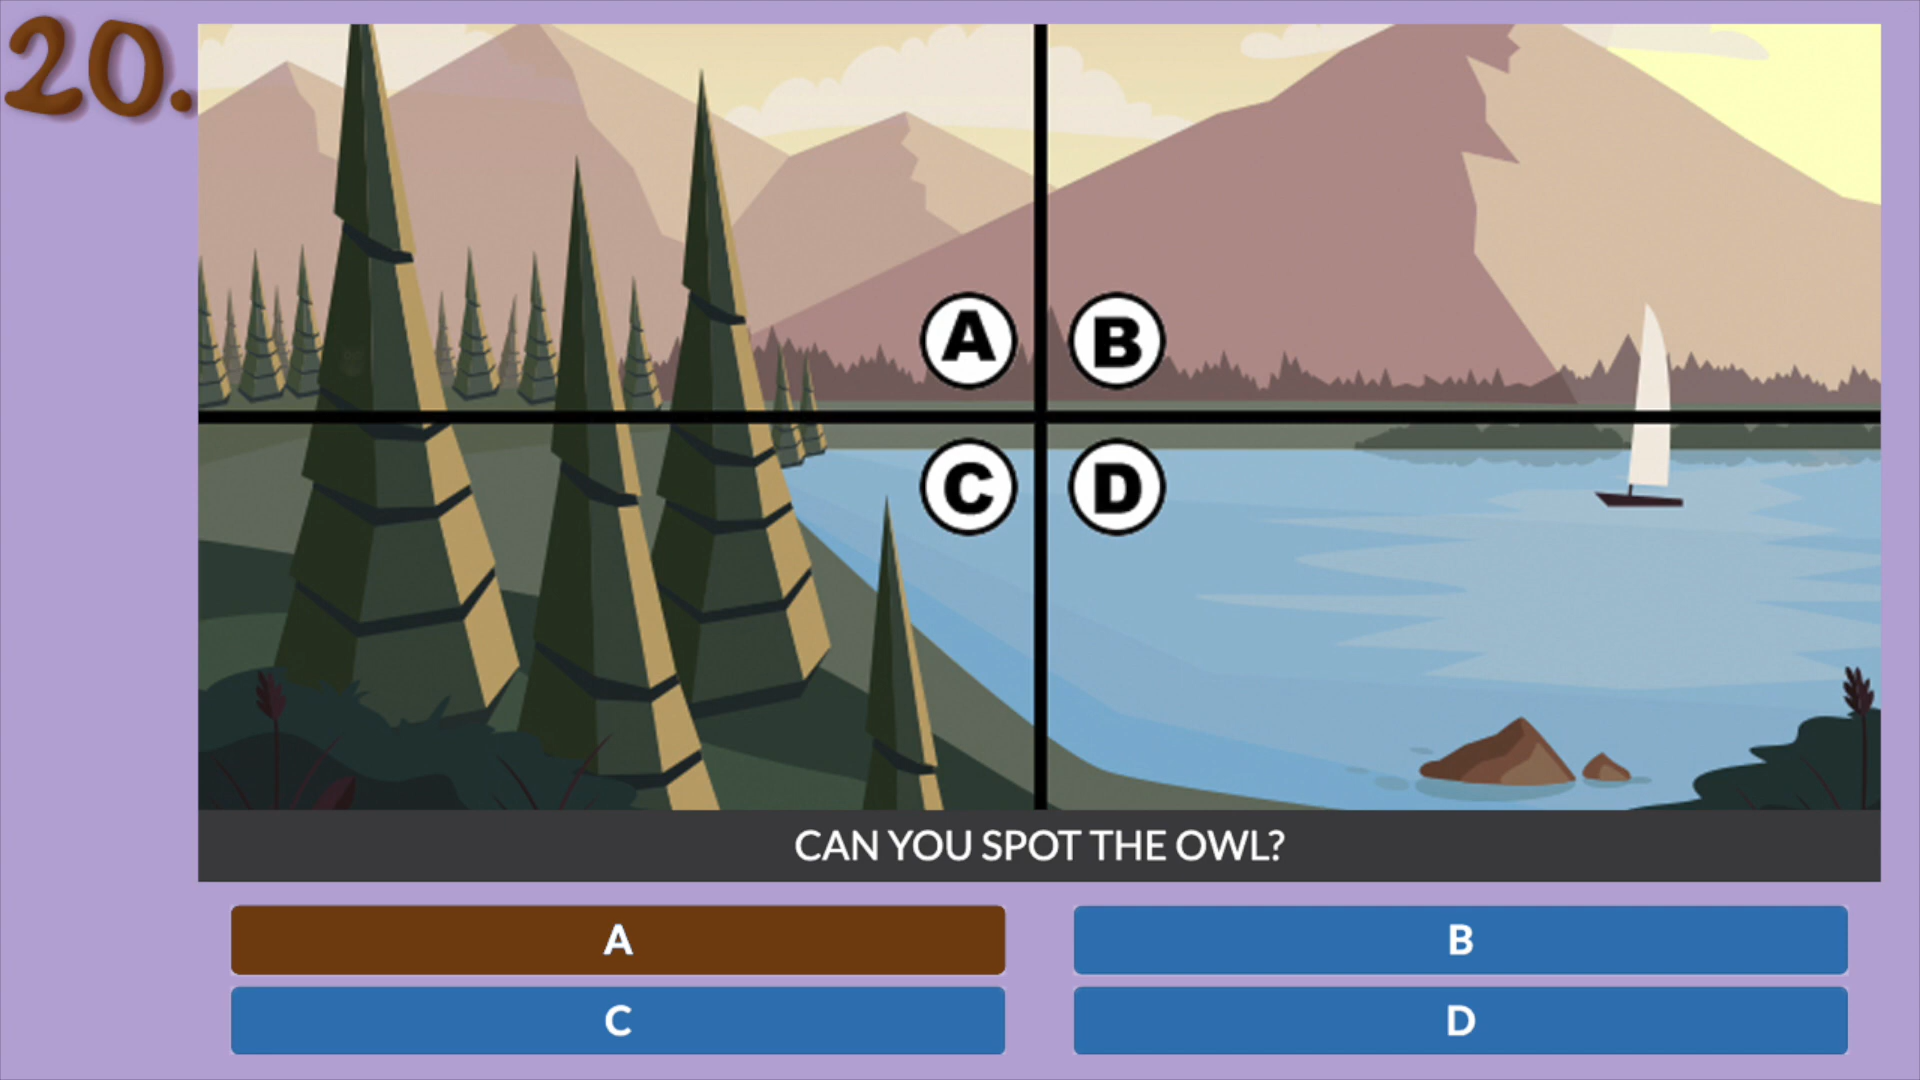 20.
A B
C D
CAN YOU SPOT THE OWL?
A B
C D